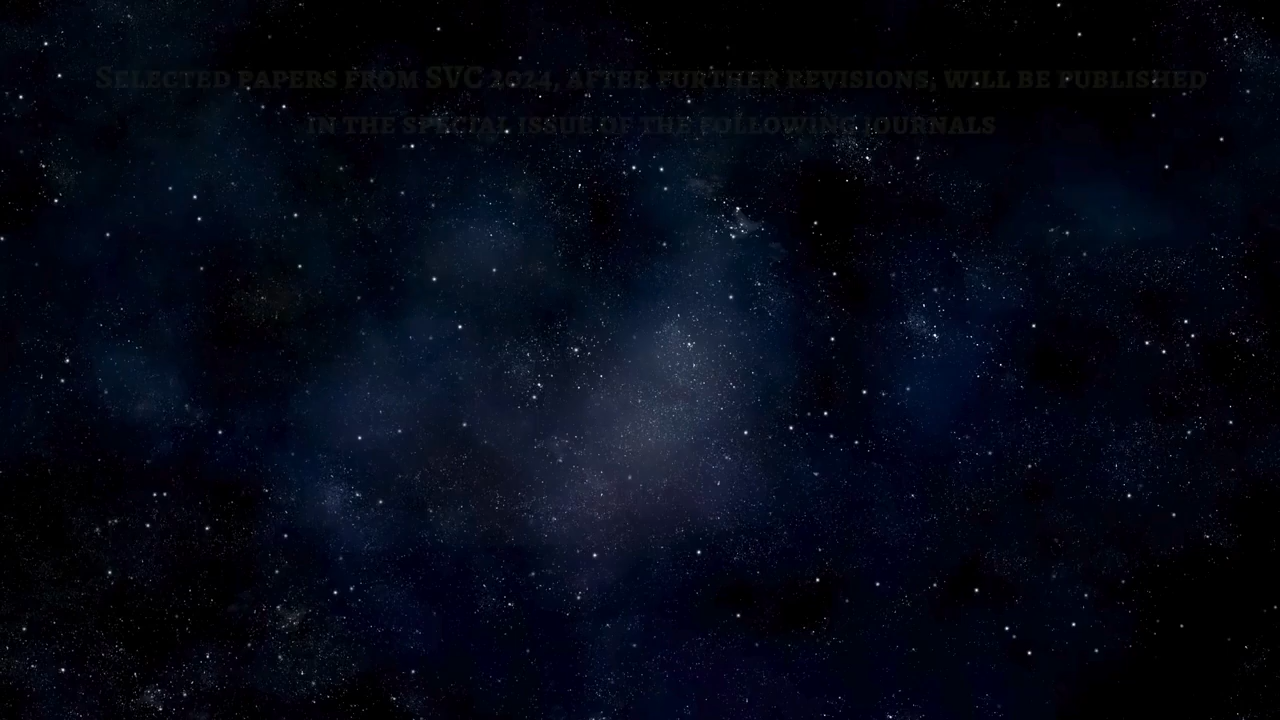 Selected papers from SVC 2024, after further revisions, will be published
in the special issue of the following journals